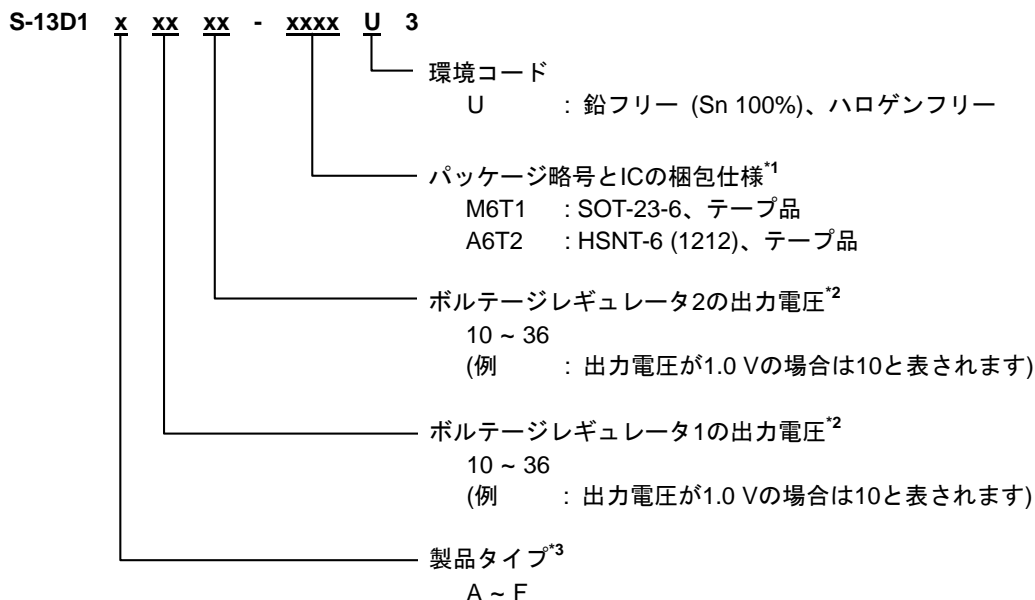 S-13D1 x xx xx - xxxx U 3
環境コード
U : 鉛フリー (Sn 100%)、ハロゲンフリー
パッケージ略号とICの梱包仕様*1
M6T1 : SOT-23-6、テープ品
A6T2 : HSNT-6 (1212)、テープ品
ボルテージレギュレータ2の出力電圧*2
10 ~ 36
(例 : 出力電圧が1.0 Vの場合は10と表されます)
ボルテージレギュレータ1の出力電圧*2
10 ~ 36
(例 : 出力電圧が1.0 Vの場合は10と表されます)
製品タイプ*3
A ~ F